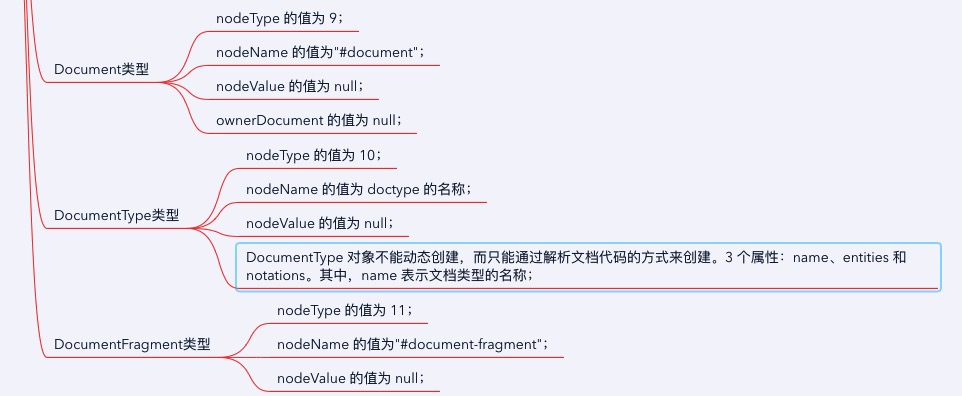 Document类型
nodeType 的值为 9；
nodeName 的值为"#document"；
nodeValue 的值为 null；
ownerDocument 的值为 null；
DocumentType类型
nodeType 的值为 10；
nodeName 的值为 doctype 的名称；
nodeValue 的值为 null；
DocumentType 对象不能动态创建，而只能通过解析文档代码的方式来创建。3 个属性：name、entities 和
notations。其中，name 表示文档类型的名称；
DocumentFragment类型
nodeType 的值为 11；
nodeName 的值为"#document-fragment"；
nodeValue 的值为 null；